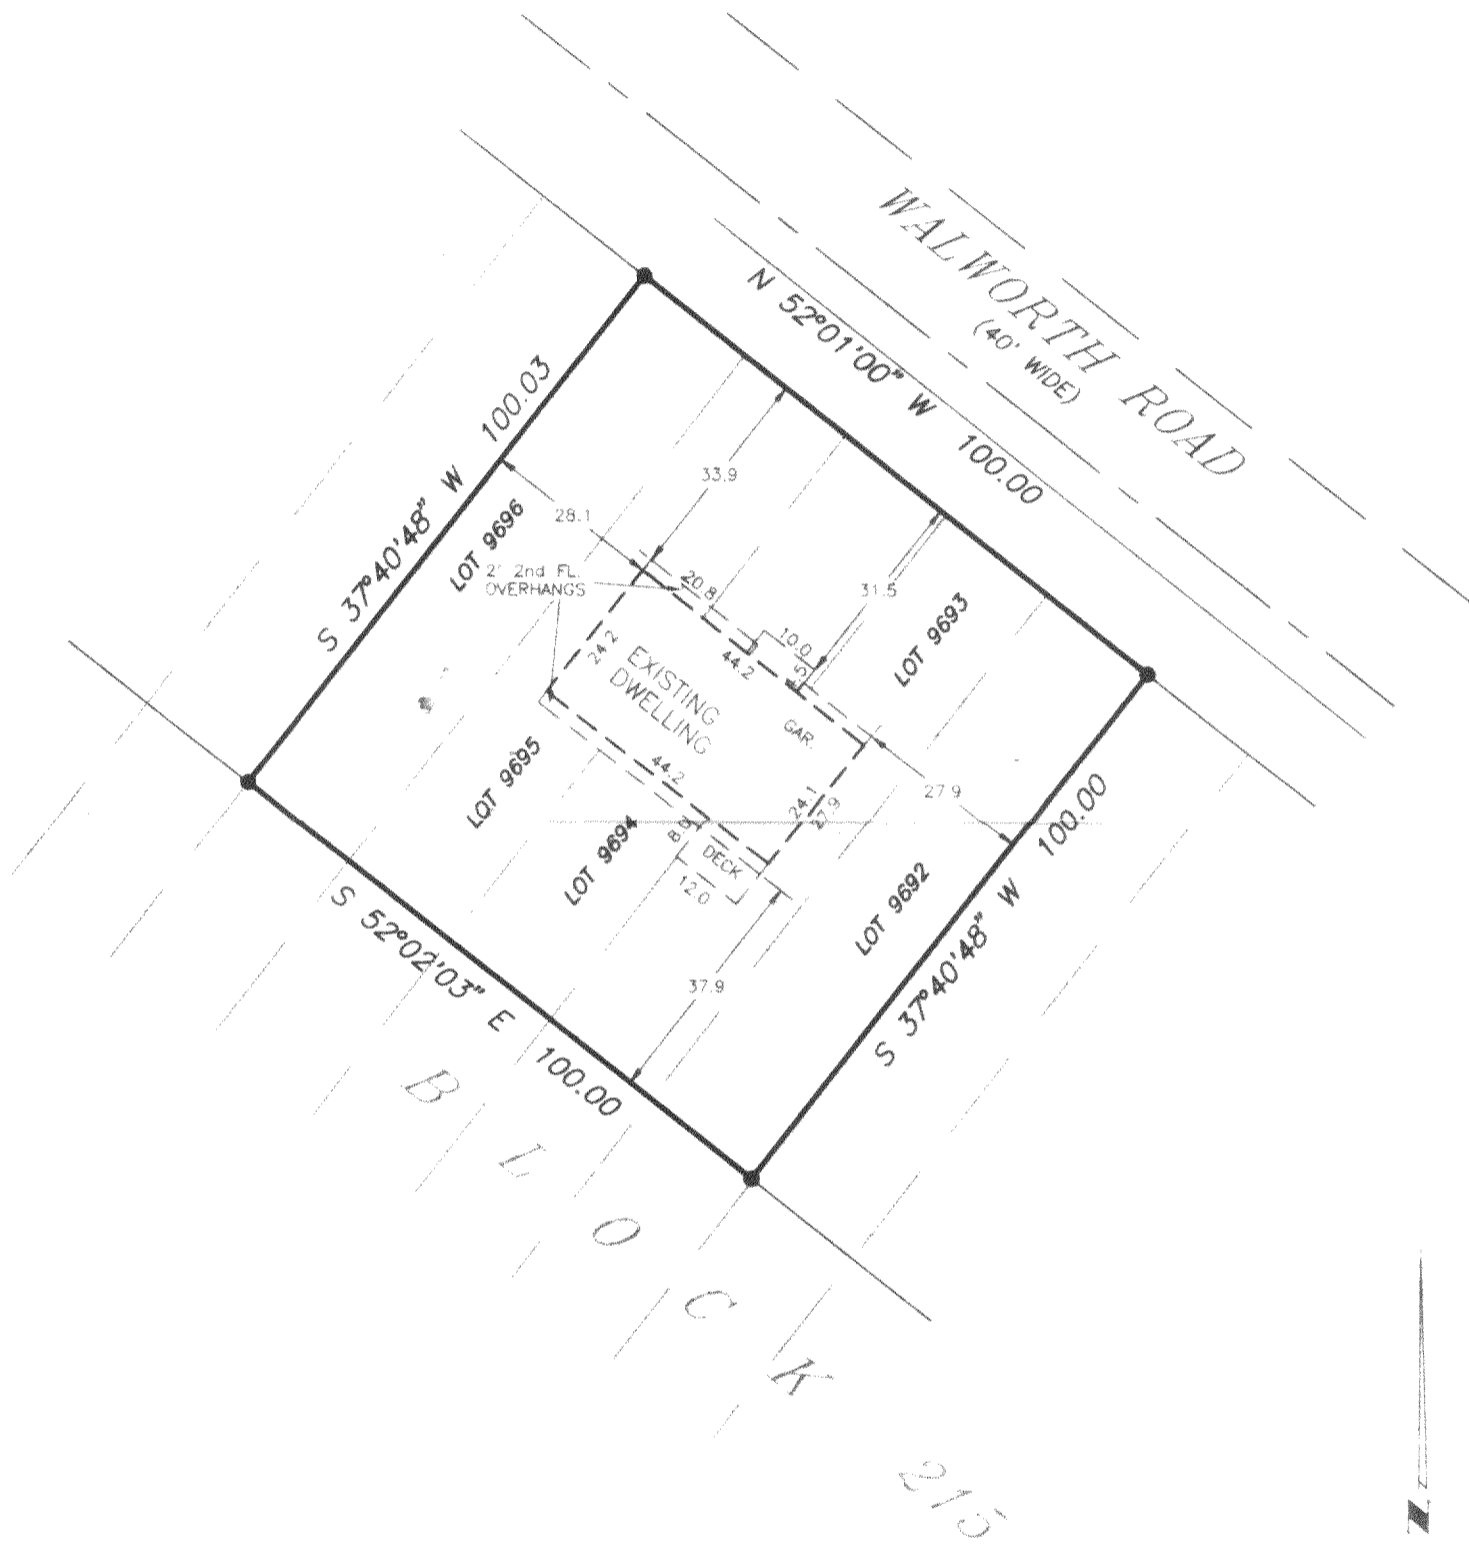 WALWORTH ROAD
(40' WIDE)
N 52°01'00" W 100.00
S 37°40'48" W 100.03
33.9
28.1
LOT 9696
2' 2nd FL.
OVERHANGS
20.8
31.5
10.0
LOT 9693
44.2
5
24.2
EXISTING
DWELLING
GAR.
44.2
LOT 9695
24.1
27.9
27.9
S 37°40'48" W 100.00
LOT 9694
8.0
DECK
12.0
LOT 9692
37.9
S 52°02'03" E 100.00
BLOCK 215
N